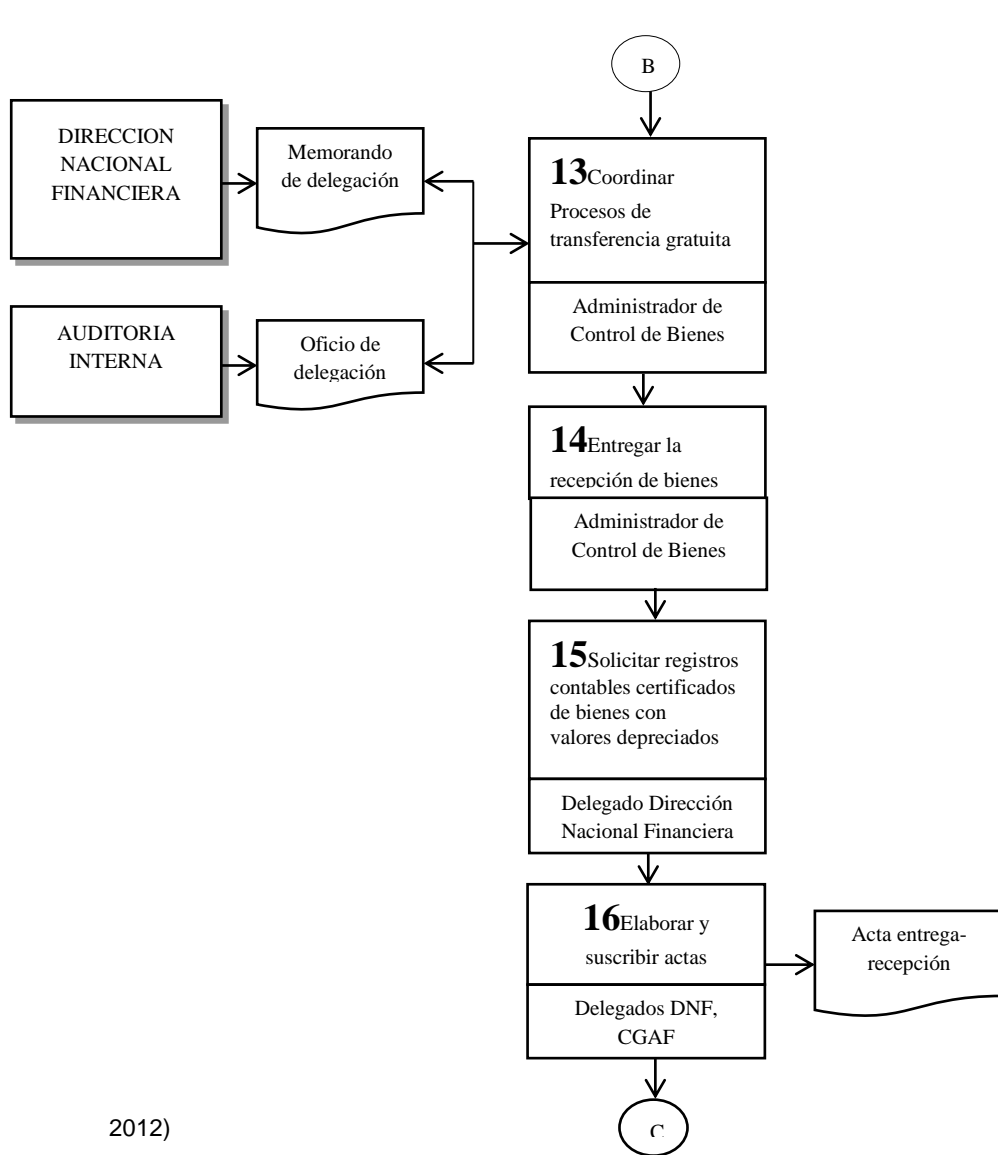 B
DIRECCION
NACIONAL
FINANCIERA
Memorando
de delegación
13Coordinar
Procesos de
transferencia gratuita
Administrador de
Control de Bienes
AUDITORIA
INTERNA
Oficio de
delegación
14Entregar la
recepción de bienes
Administrador de
Control de Bienes
15Solicitar registros
contables certificados
de bienes con
valores depreciados
Delegado Dirección
Nacional Financiera
16Elaborar y
suscribir actas
Delegados DNF,
CGAF
Acta entrega-
recepción
C
2012)